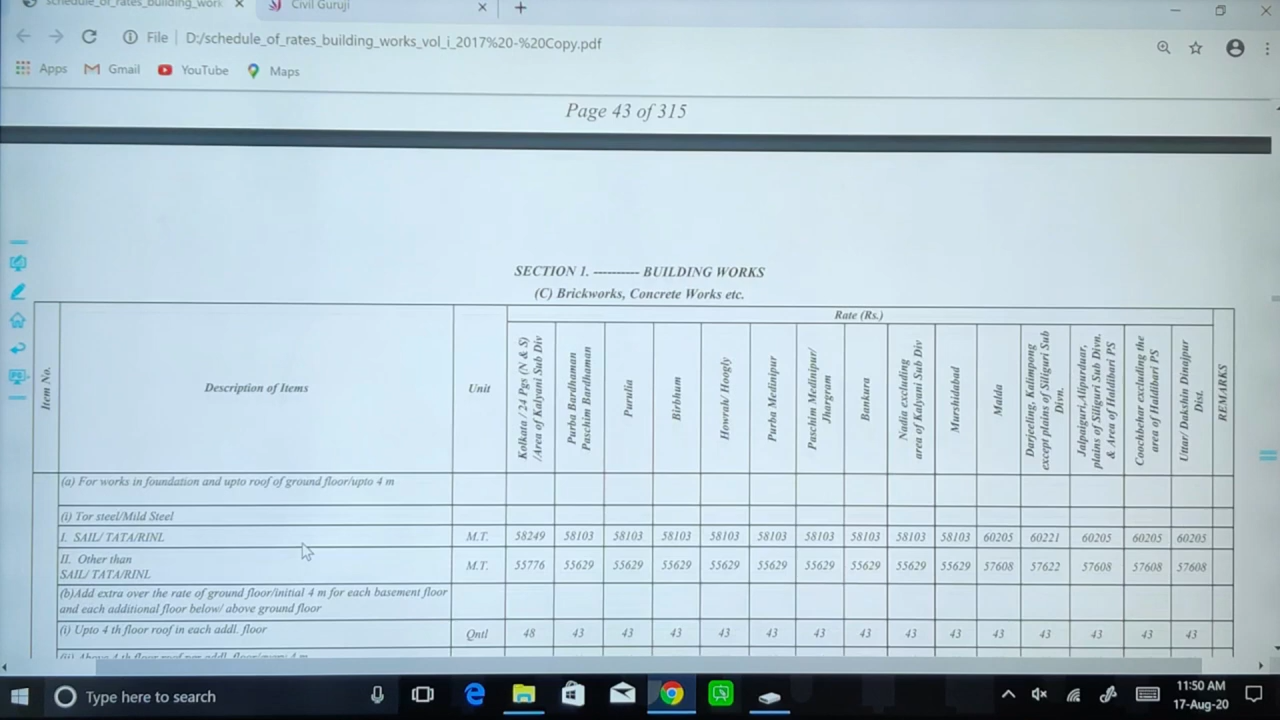 schedule_of_rates_building_work
Civil Guruji
File
D:/schedule_of_rates_building_works_vol_i_2017%20-%20Copy.pdf
Apps
Gmail
YouTube
Maps
Page 43 of 315
SECTION 1. ---------- BUILDING WORKS
(C) Brickworks, Concrete Works etc.
Item No.
Description of Items
Unit
Rate (Rs.)
Kolkata / 24 Pgs (N & S)
/Area of Kalyani Sub Div
Purba Bardhaman
Paschim Bardhaman
Purulia
Birbhum
Howrah/ Hoogly
Purba Medinipur
Paschim Medinipur/
Jhargram
Bankura
Nadia excluding
area of Kalyani Sub Div
Murshidabad
Malda
Darjeeling, Kalimpong
except plains of Siliguri Sub
Divn.
Jalpaiguri,Alipurduar,
plains of Siliguri Sub Divn.
& Area of Haldibari PS
Coochbehar excluding the
area of Haldibari PS
Uttar/ Dakshin Dinajpur
Dist.
REMARKS
(a) For works in foundation and upto roof of ground floor/upto 4 m
(i) Tor steel/Mild Steel
I. SAIL/ TATA/RINL M.T. 58249 58103 58103 58103 58103 58103 58103 58103 58103 58103 60205 60221 60205 60205 60205
II. Other than
SAIL/ TATA/RINL M.T. 55776 55629 55629 55629 55629 55629 55629 55629 55629 55629 57608 57622 57608 57608 57608
(b)Add extra over the rate of ground floor/initial 4 m for each basement floor
and each additional floor below/ above ground floor
(i) Upto 4 th floor roof in each addl. floor Qntl 48 43 43 43 43 43 43 43 43 43 43 43 43 43 43
Type here to search
11:50 AM
17-Aug-20